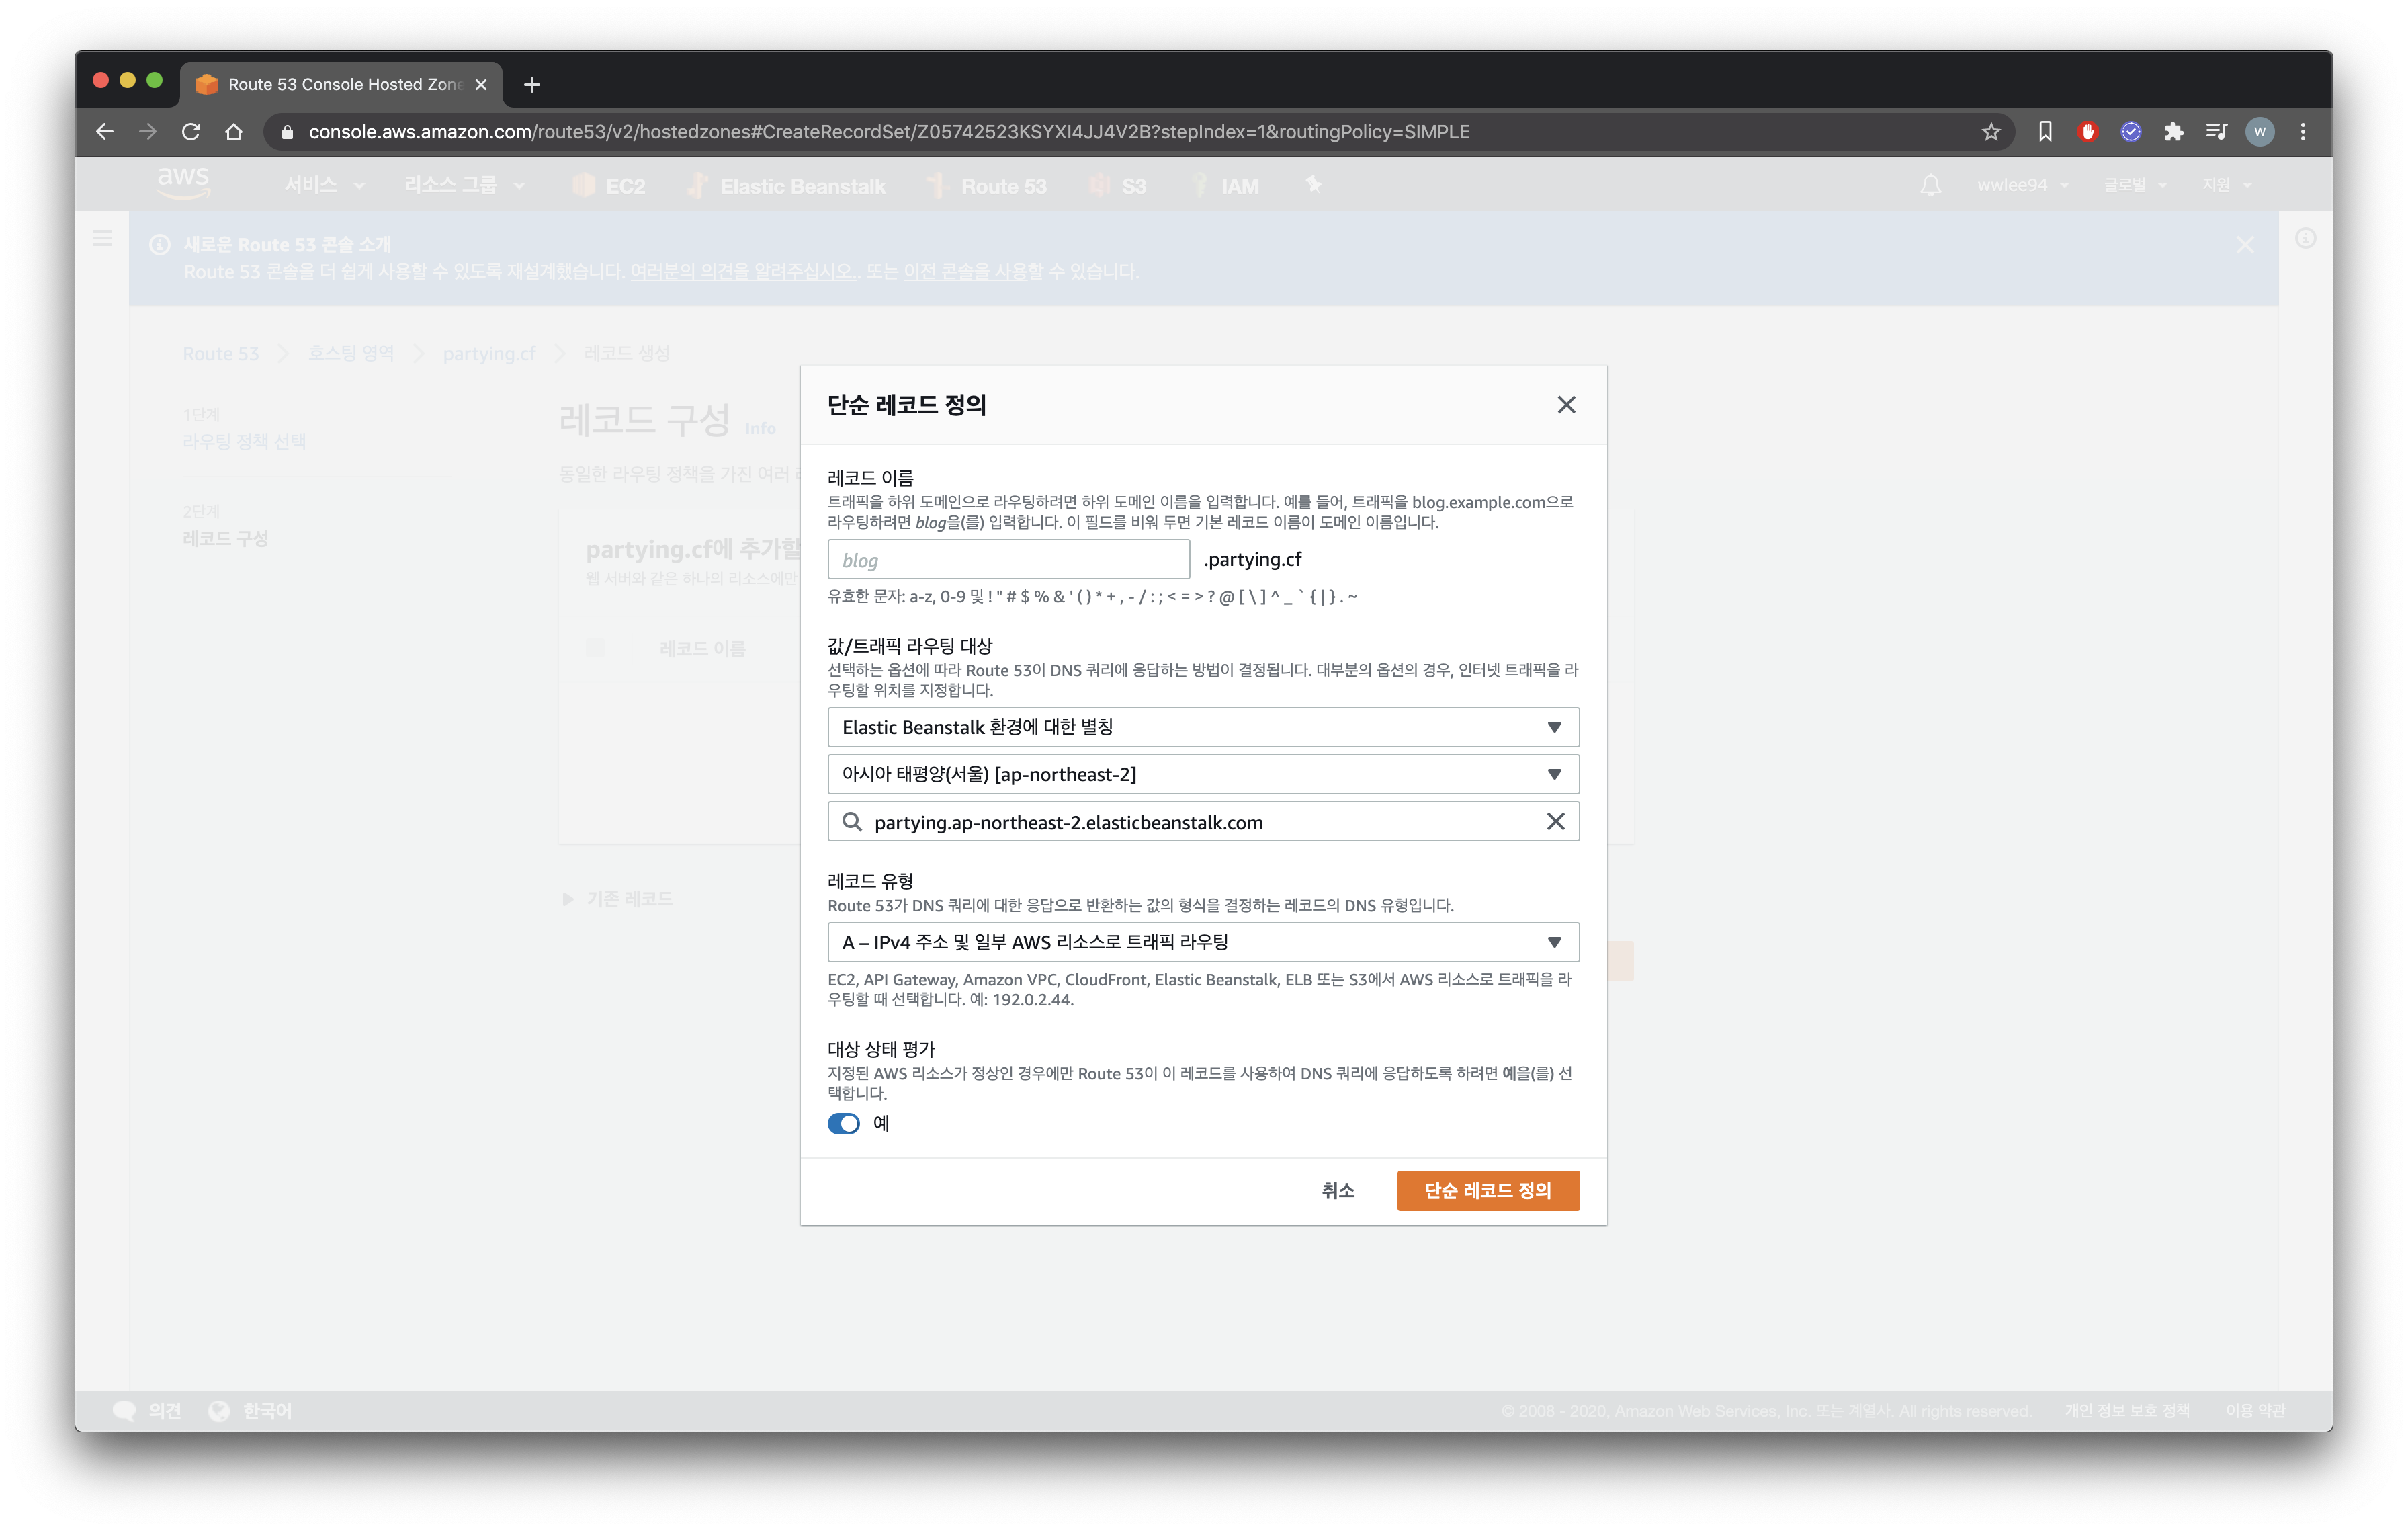 Route 53 Console Hosted Zone
console.aws.amazon.com/route53/v2/hostedzones#CreateRecordSet/Z05742523KSYXI4JJ4V2B?stepIndex=1&routingPolicy=SIMPLE
W
aws 서비스 리소스 그룹 EC2 Elastic Beanstalk Route 53 S3 IAM wwlee94 글로벌 지원
새로운 Route 53 콘솔 소개
Route 53 콘솔을 더 쉽게 사용할 수 있도록 재설계했습니다. 여러분의 의견을 알려주십시오.. 또는 이전 콘솔을 사용할 수 있습니다.
Route 53 호스팅 영역 partying.cf 레코드 생성
1단계
라우팅 정책 선택
2단계
레코드 구성
레코드 구성 Info
동일한 라우팅 정책을 가진 여러
partying.cf에 추가할
웹 서버와 같은 하나의 리소스에만
레코드 이름
기존 레코드
단순 레코드 정의
레코드 이름
트래픽을 하위 도메인으로 라우팅하려면 하위 도메인 이름을 입력합니다. 예를 들어, 트래픽을 blog.example.com으로
라우팅하려면 blog을(를) 입력합니다. 이 필드를 비워 두면 기본 레코드 이름이 도메인 이름입니다.
blog .partying.cf
유효한 문자: a-z, 0-9 및 ! " # $ % & ' ( ) * + , - / : ; < = > ? @ [ \ ] ^ _ ` { | } . ~
값/트래픽 라우팅 대상
선택하는 옵션에 따라 Route 53이 DNS 쿼리에 응답하는 방법이 결정됩니다. 대부분의 옵션의 경우, 인터넷 트래픽을 라
우팅할 위치를 지정합니다.
Elastic Beanstalk 환경에 대한 별칭
아시아 태평양(서울) [ap-northeast-2]
partying.ap-northeast-2.elasticbeanstalk.com
레코드 유형
Route 53가 DNS 쿼리에 대한 응답으로 반환하는 값의 형식을 결정하는 레코드의 DNS 유형입니다.
A – IPv4 주소 및 일부 AWS 리소스로 트래픽 라우팅
EC2, API Gateway, Amazon VPC, CloudFront, Elastic Beanstalk, ELB 또는 S3에서 AWS 리소스로 트래픽을 라
우팅할 때 선택합니다. 예: 192.0.2.44.
대상 상태 평가
지정된 AWS 리소스가 정상인 경우에만 Route 53이 이 레코드를 사용하여 DNS 쿼리에 응답하도록 하려면 예을(를) 선
택합니다.
예
취소 단순 레코드 정의
의견 한국어 © 2008 - 2020, Amazon Web Services, Inc. 또는 계열사. All rights reserved. 개인 정보 보호 정책 이용 약관